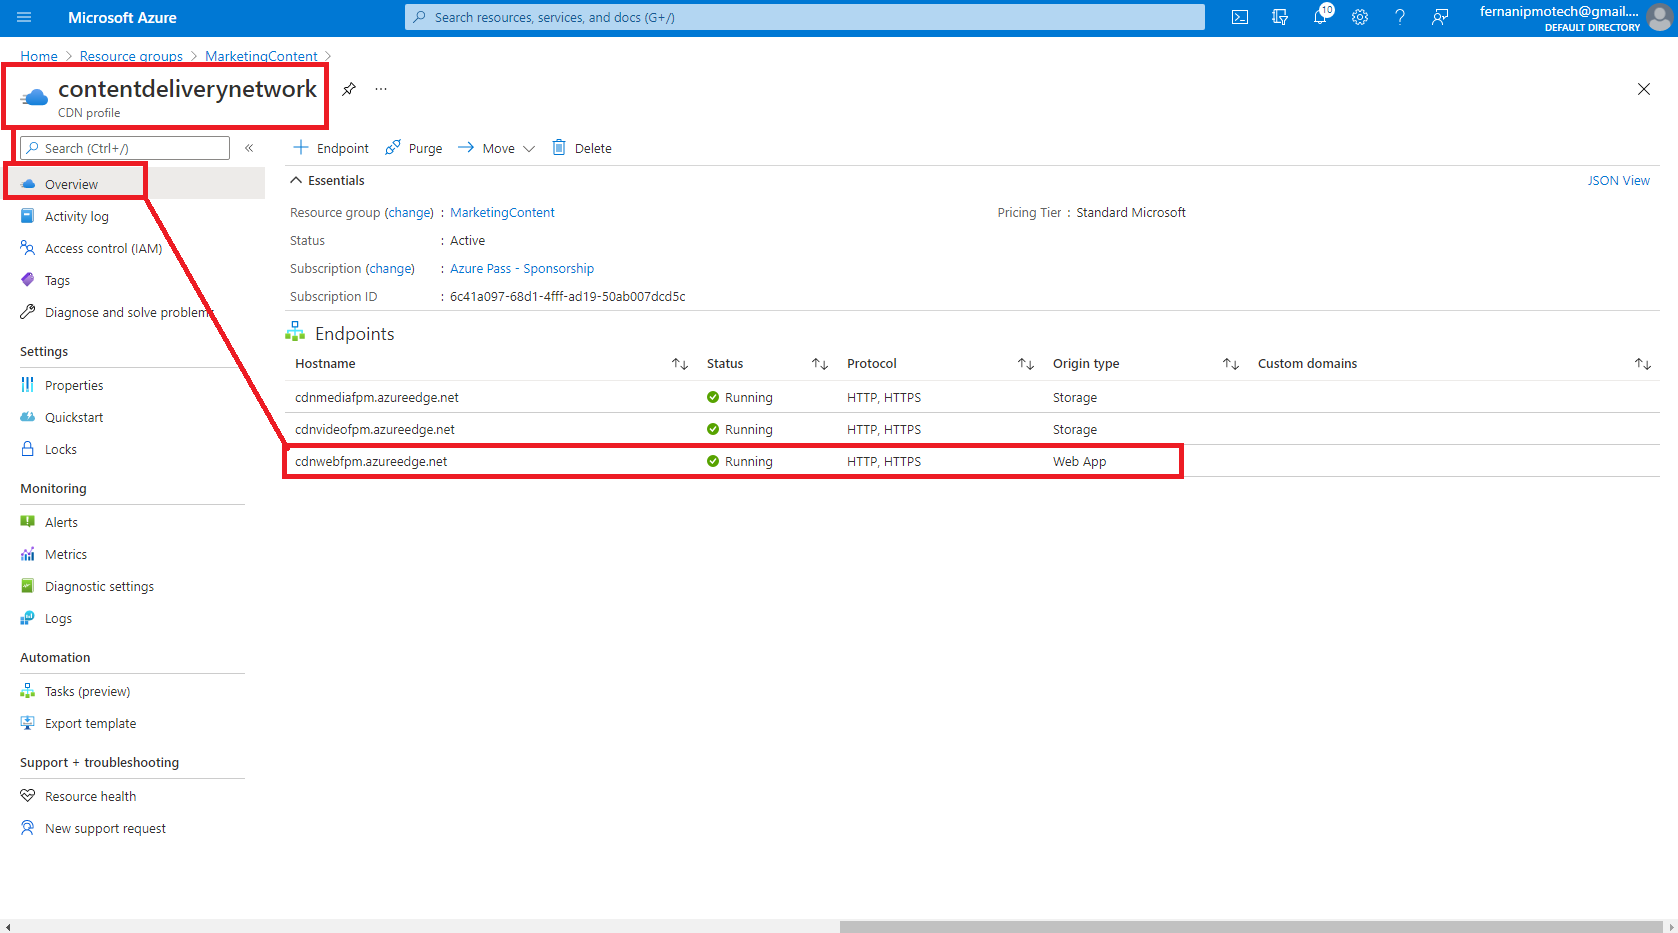 Microsoft Azure
Search resources, services, and docs (G+/)
10
fernanipmotech@gmail....
DEFAULT DIRECTORY
Home > Resource groups > MarketingContent >
contentdeliverynetwork
...
CDN profile
Search (Ctrl+/)
«
Overview
Activity log
Access control (IAM)
Tags
Diagnose and solve problems
Settings
Properties
Quickstart
Locks
Monitoring
Alerts
Metrics
Diagnostic settings
Logs
Automation
Tasks (preview)
Export template
Support + troubleshooting
Resource health
New support request
Endpoint Purge Move Delete
Essentials JSON View
Resource group (change) : MarketingContent Pricing Tier : Standard Microsoft
Status : Active
Subscription (change) : Azure Pass - Sponsorship
Subscription ID : 6c41a097-68d1-4fff-ad19-50ab007dcd5c
Endpoints
Hostname Status Protocol Origin type Custom domains
cdnmediafpm.azureedge.net Running HTTP, HTTPS Storage
cdnvideofpm.azureedge.net Running HTTP, HTTPS Storage
cdnwebfpm.azureedge.net Running HTTP, HTTPS Web App